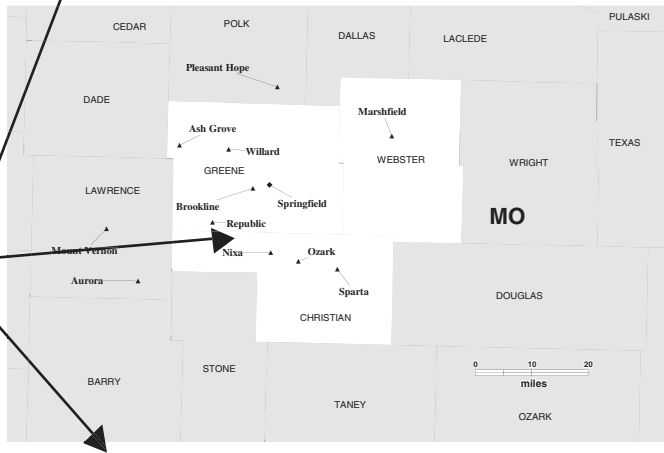 PULASKI
CEDAR
POLK
DALLAS
LACLEDE
Pleasant Hope
DADE
Marshfield
Ash Grove
TEXAS
Willard
WEBSTER
WRIGHT
GREENE
LAWRENCE
Brookline
Springfield
MO
Republic
Mount Vernon
Nixa
Ozark
Aurora
Sparta
DOUGLAS
CHRISTIAN
0 10 20
miles
STONE
BARRY
TANEY
OZARK